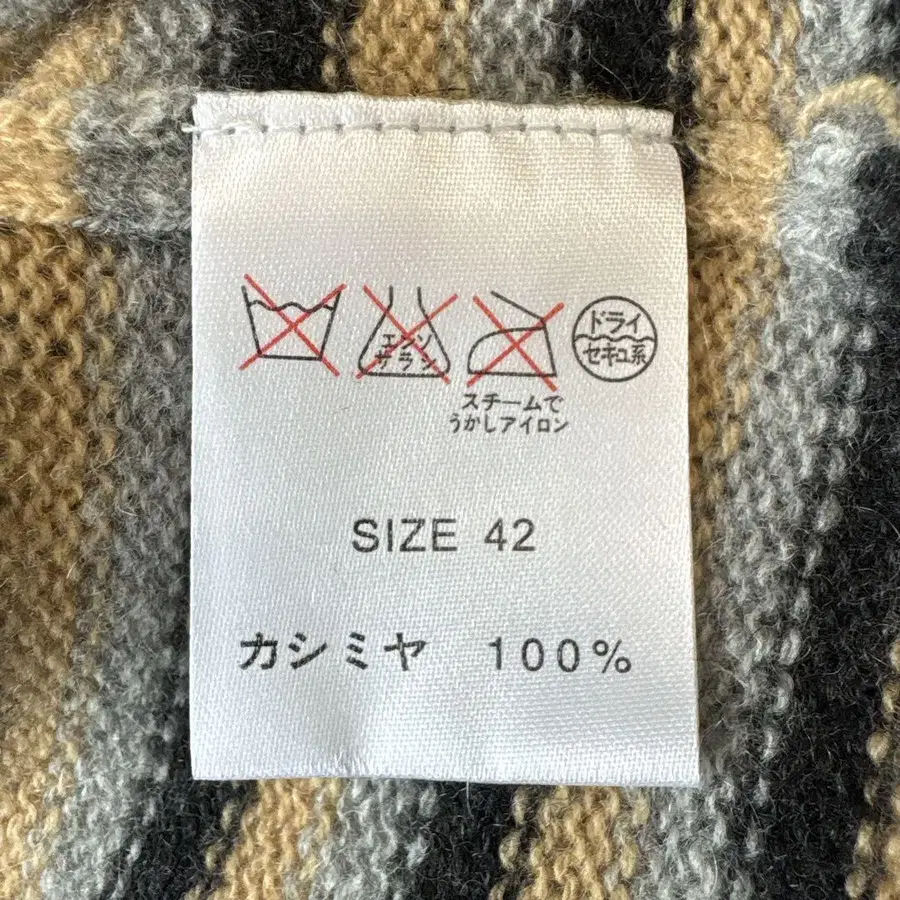 エンソ
サラシ
ドライ
セキユ系
スチームで
うかしアイロン
SIZE 42
カシミヤ 100%